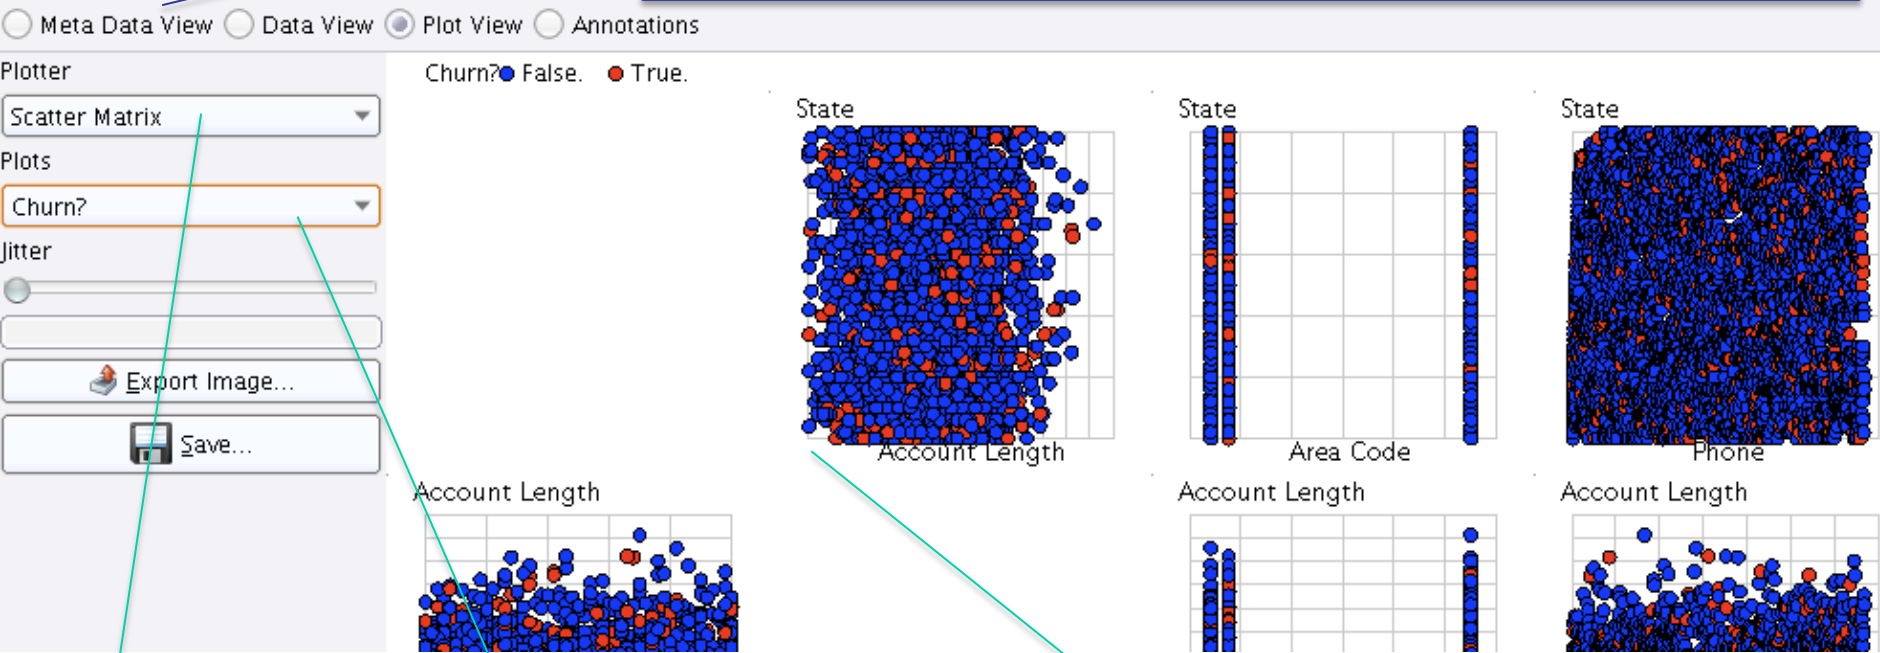 Meta Data View Data View Plot View Annotations
Plotter
Scatter Matrix
Plots
Churn?
Jitter
Export Image...
Save...
Churn? False. True.
State State State
Account Length Area Code Phone
Account Length Account Length Account Length